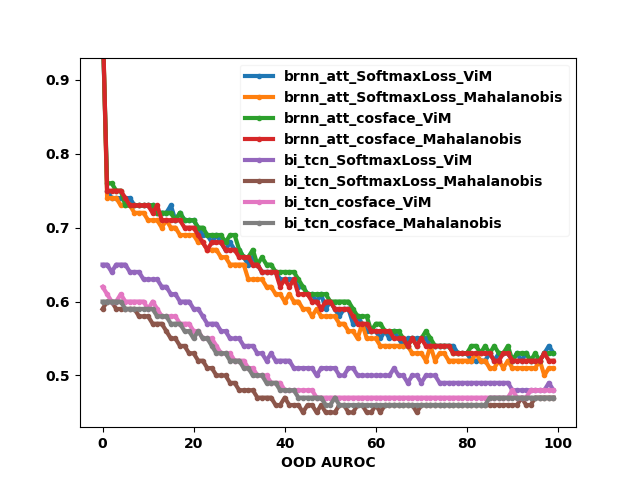 0.9
0.8
0.7
0.6
0.5
0 20 40 60 80 100
OOD AUROC
brnn_att_SoftmaxLoss_ViM
brnn_att_SoftmaxLoss_Mahalanobis
brnn_att_cosface_ViM
brnn_att_cosface_Mahalanobis
bi_tcn_SoftmaxLoss_ViM
bi_tcn_SoftmaxLoss_Mahalanobis
bi_tcn_cosface_ViM
bi_tcn_cosface_Mahalanobis